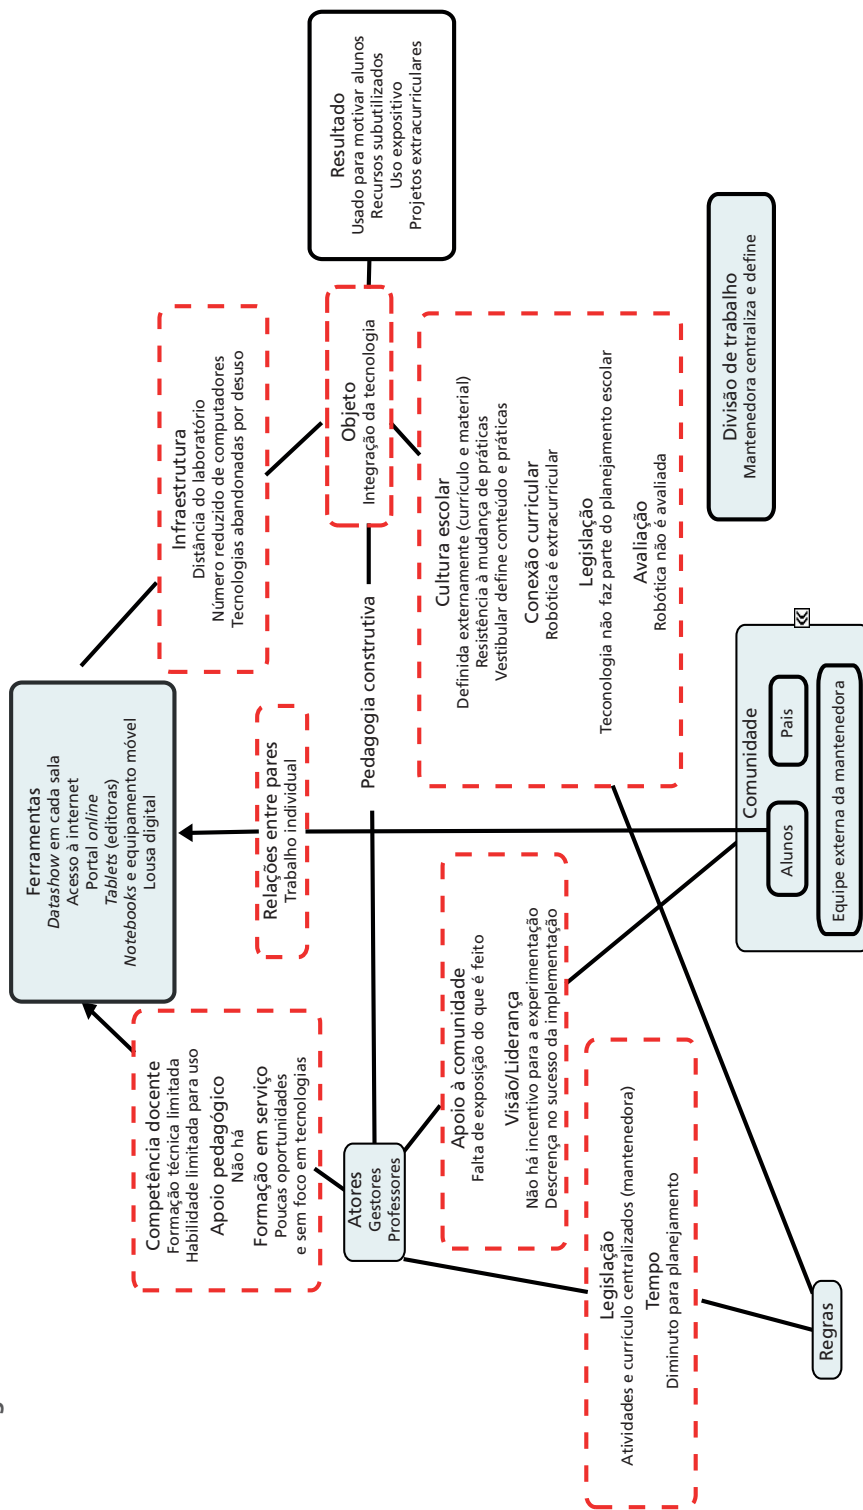 Ferramentas
Datashow em cada sala
Acesso à internet
Portal online
Tablets (editoras)
Notebooks e equipamento móvel
Lousa digital
Competência docente
Formação técnica limitada
Habilidade limitada para uso
Apoio pedagógico
Não há
Formação em serviço
Poucas oportunidades
e sem foco em tecnologias
Relações entre pares
Trabalho individual
Infraestrutura
Distância do laboratório
Número reduzido de computadores
Tecnologias abandonadas por desuso
Atores
Gestores
Professores
Pedagogia construtiva
Objeto
Integração da tecnologia
Resultado
Usado para motivar alunos
Recursos subutilizados
Uso expositivo
Projetos extracurriculares
Apoio à comunidade
Falta de exposição do que é feito
Visão/Liderança
Não há incentivo para a experimentação
Descrença no sucesso da implementação
Cultura escolar
Definida externamente (currículo e material)
Resistência à mudança de práticas
Vestibular define conteúdo e práticas
Conexão curricular
Robótica é extracurricular
Legislação
Teconologia não faz parte do planejamento escolar
Avaliação
Robótica não é avaliada
Legislação
Atividades e currículo centralizados (mantenedora)
Tempo
Diminuto para planejamento
Regras
Comunidade
Alunos
Pais
Equipe externa da mantenedora
Divisão de trabalho
Mantenedora centraliza e define